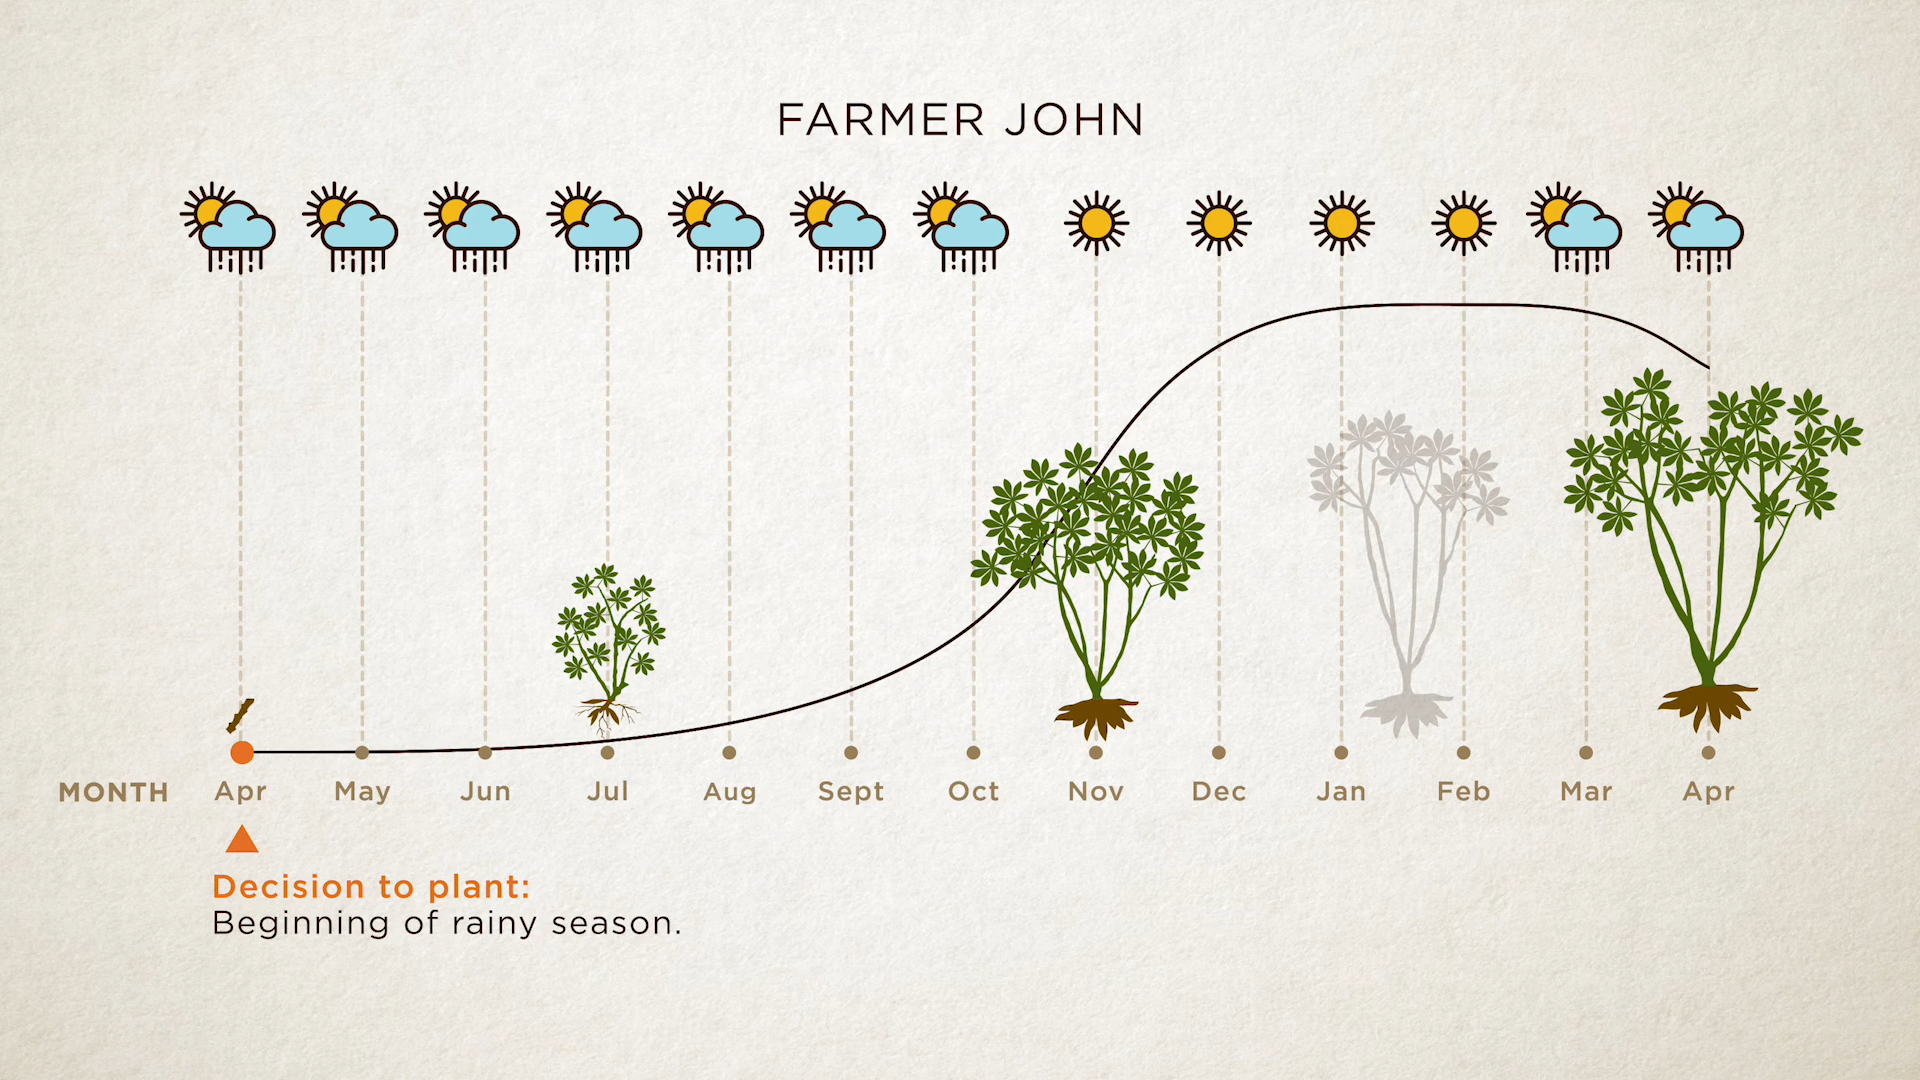 FARMER JOHN
MONTH Apr May Jun Jul Aug Sept Oct Nov Dec Jan Feb Mar Apr
Decision to plant:
Beginning of rainy season.